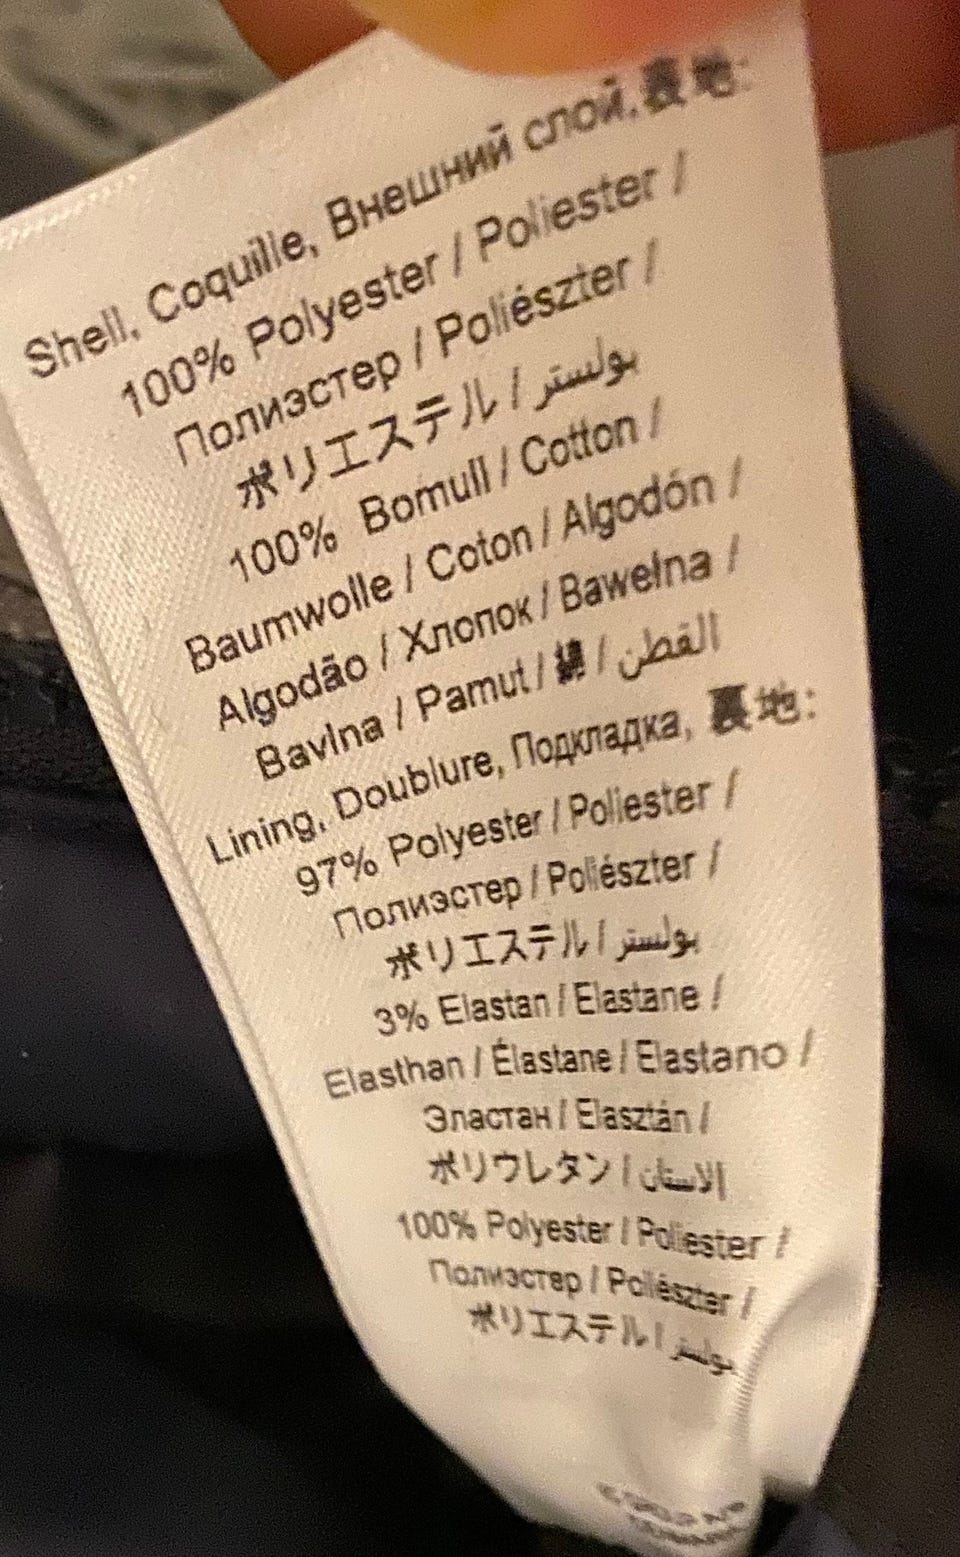 Shell, Coquille, Внешний слой, 表地:
100% Polyester / Poliester /
Полиэстер / Poliészter /
ポリエステル / بولستر
100% Bomull / Cotton /
Baumwolle / Coton / Algodón /
Algodão / Хлопок / Bawełna /
Bavlna / Pamut / 綿 / القطن
Lining, Doublure, Подкладка, 裏地:
97% Polyester / Poliester /
Полиэстер / Poliészter /
ポリエステル / بولستر
3% Elastan / Elastane /
Elasthan / Élastane / Elastano /
Эластан / Elasztán /
ポリウレタン / الاستان
100% Polyester / Poliester /
Полиэстер / Poliészter /
ポリエステル / بولستر